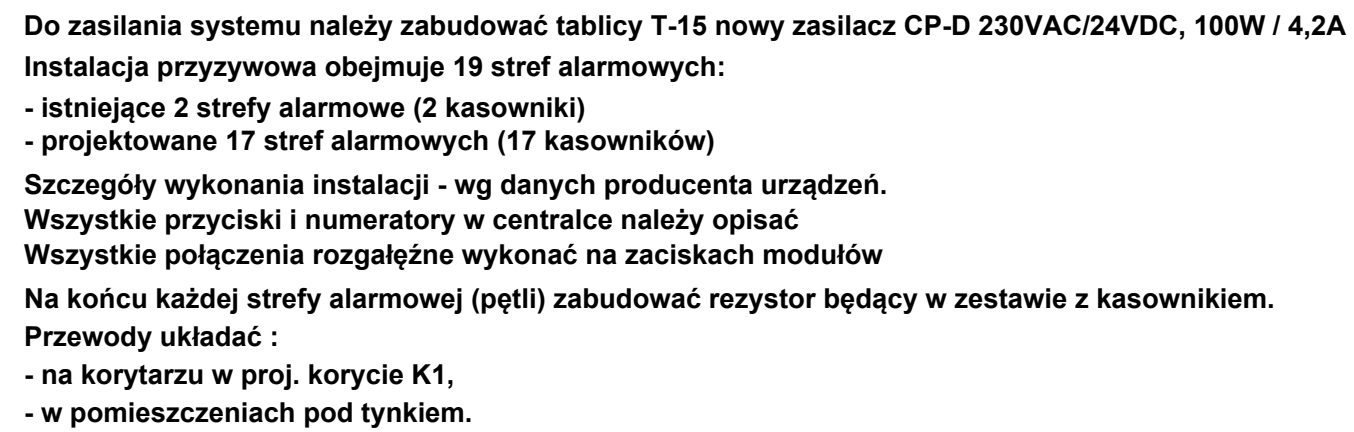 Do zasilania systemu należy zabudować tablicy T-15 nowy zasilacz CP-D 230VAC/24VDC, 100W / 4,2A
Instalacja przyzywowa obejmuje 19 stref alarmowych:
- istniejące 2 strefy alarmowe (2 kasowniki)
- projektowane 17 stref alarmowych (17 kasowników)
Szczegóły wykonania instalacji - wg danych producenta urządzeń.
Wszystkie przyciski i numeratory w centralce należy opisać
Wszystkie połączenia rozgałęźne wykonać na zaciskach modułów
Na końcu każdej strefy alarmowej (pętli) zabudować rezystor będący w zestawie z kasownikiem.
Przewody układać :
- na korytarzu w proj. korycie K1,
- w pomieszczeniach pod tynkiem.